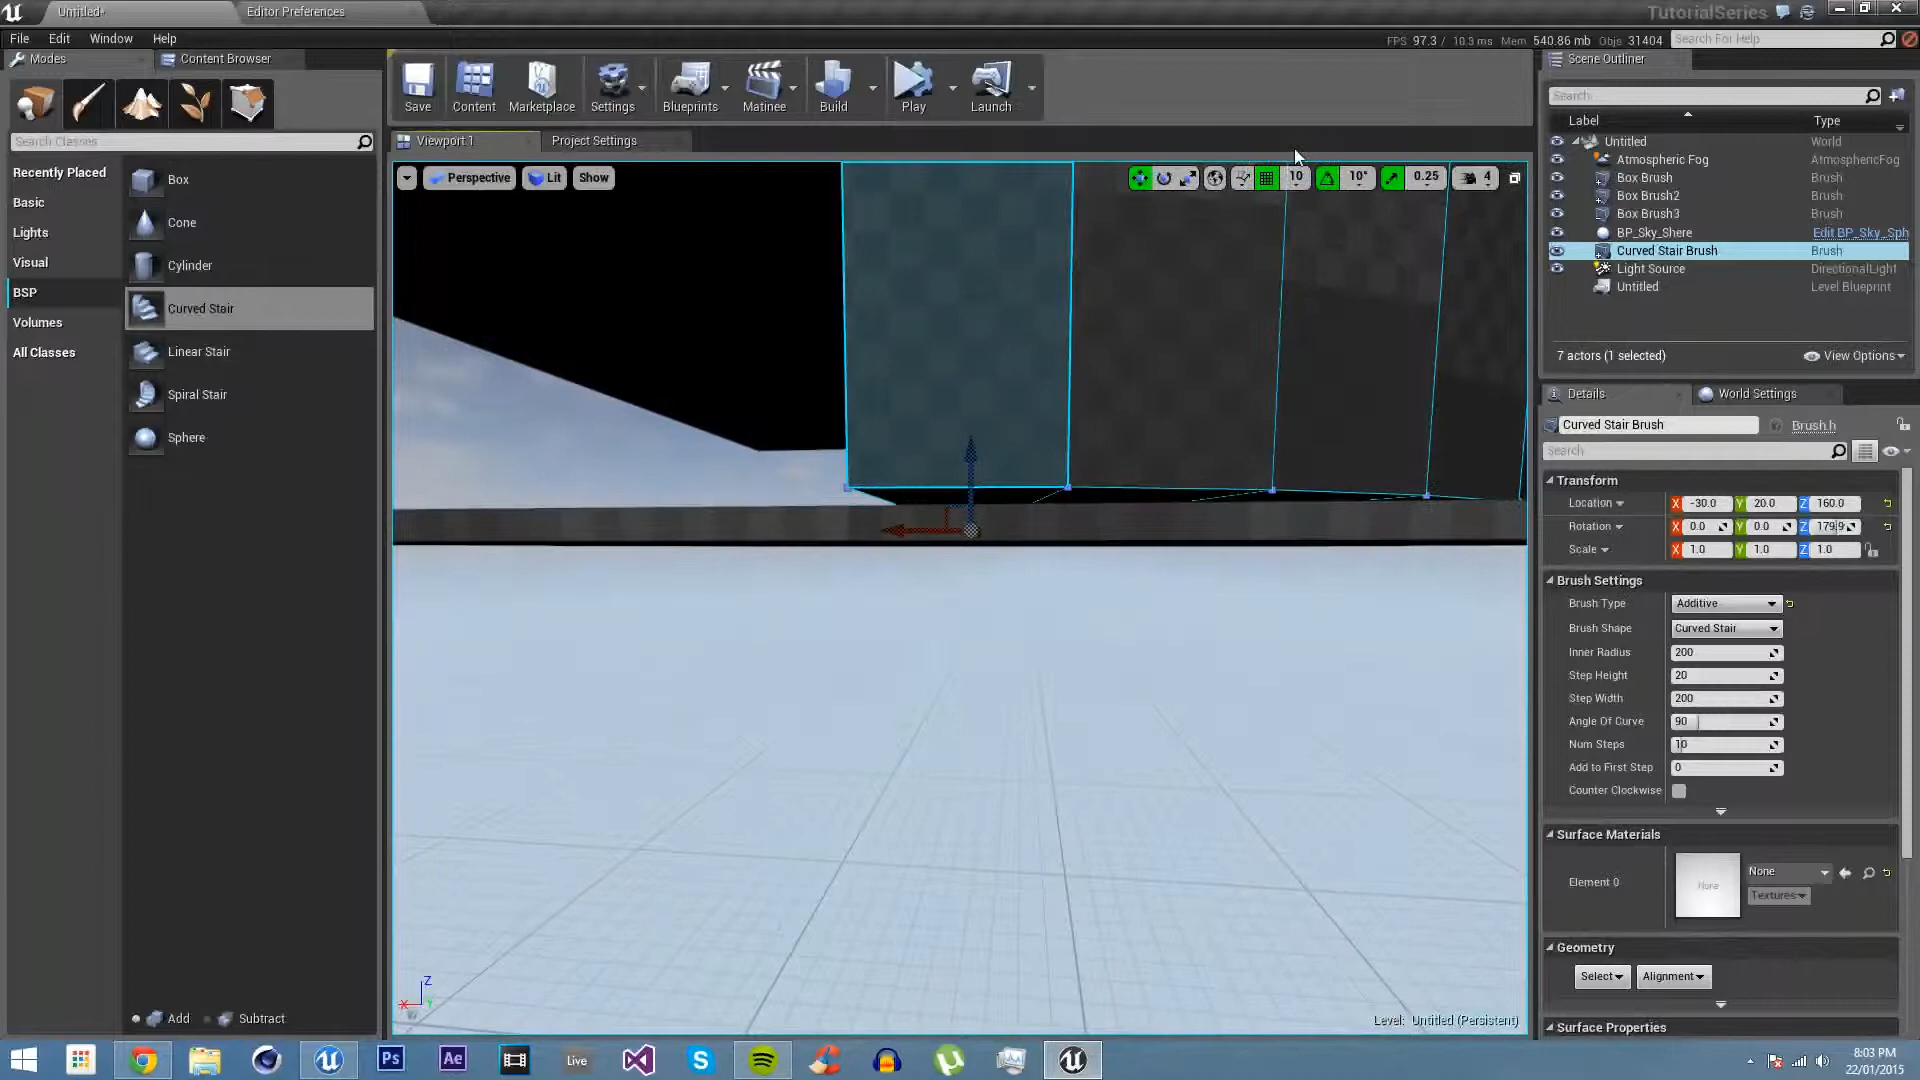 Untitled-
Editor Preferences
TutorialSeries
File
Edit
Window
Help
FPS 97.3 / 10.3 ms Mem 540.86 mb Objs 31404
Search For Help
Modes
Content Browser
Save
Content
Marketplace
Settings
Blueprints
Matinee
Build
Play
Launch
Scene Outliner
Search
Search Classes
Viewport 1
Project Settings
Label
Type
Recently Placed
Basic
Lights
Visual
BSP
Volumes
All Classes
Box
Cone
Cylinder
Curved Stair
Linear Stair
Spiral Stair
Sphere
Add
Subtract
Perspective
Lit
Show
10
10°
0.25
4
Untitled World
Atmospheric Fog AtmosphericFog
Box Brush Brush
Box Brush2 Brush
Box Brush3 Brush
BP_Sky_Shere Edit BP_Sky_Sph
Curved Stair Brush Brush
Light Source DirectionalLight
Untitled Level Blueprint
7 actors (1 selected)
View Options
Details
World Settings
Curved Stair Brush
Brush.h
Search
Transform
Location X -30.0 Y 20.0 Z 160.0
Rotation X 0.0 Y 0.0 Z 179.9
Scale X 1.0 Y 1.0 Z 1.0
Brush Settings
Brush Type Additive
Brush Shape Curved Stair
Inner Radius 200
Step Height 20
Step Width 200
Angle Of Curve 90
Num Steps 10
Add to First Step 0
Counter Clockwise
Surface Materials
Element 0
None
None
Textures
Geometry
Select
Alignment
Surface Properties
Z
X
Y
Level: Untitled (Persistent)
Ps
Ae
Live
8:03 PM
22/01/2015